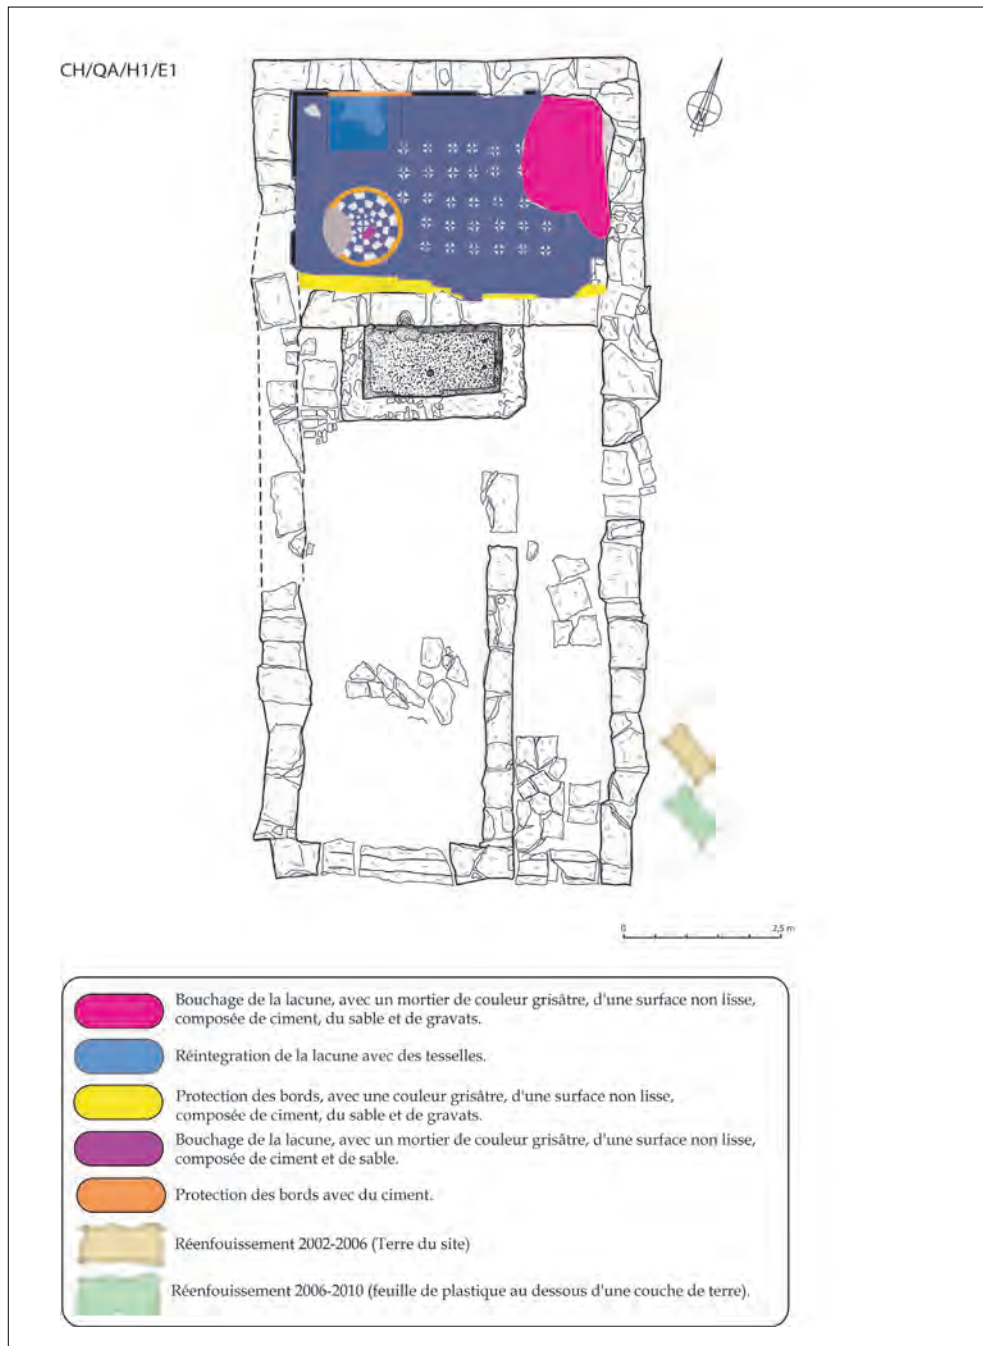 CH/QA/H1/E1
N
0 2,5 m
Bouchage de la lacune, avec un mortier de couleur grisâtre, d'une surface non lisse,
composée de ciment, du sable et de gravats.
Réintegration de la lacune avec des tesselles.
Protection des bords, avec une couleur grisâtre, d'une surface non lisse,
composée de ciment, du sable et de gravats.
Bouchage de la lacune, avec un mortier de couleur grisâtre, d'une surface non lisse,
composée de ciment et de sable.
Protection des bords avec du ciment.
Réenfouissement 2002-2006 (Terre du site)
Réenfouissement 2006-2010 (feuille de plastique au dessous d'une couche de terre).